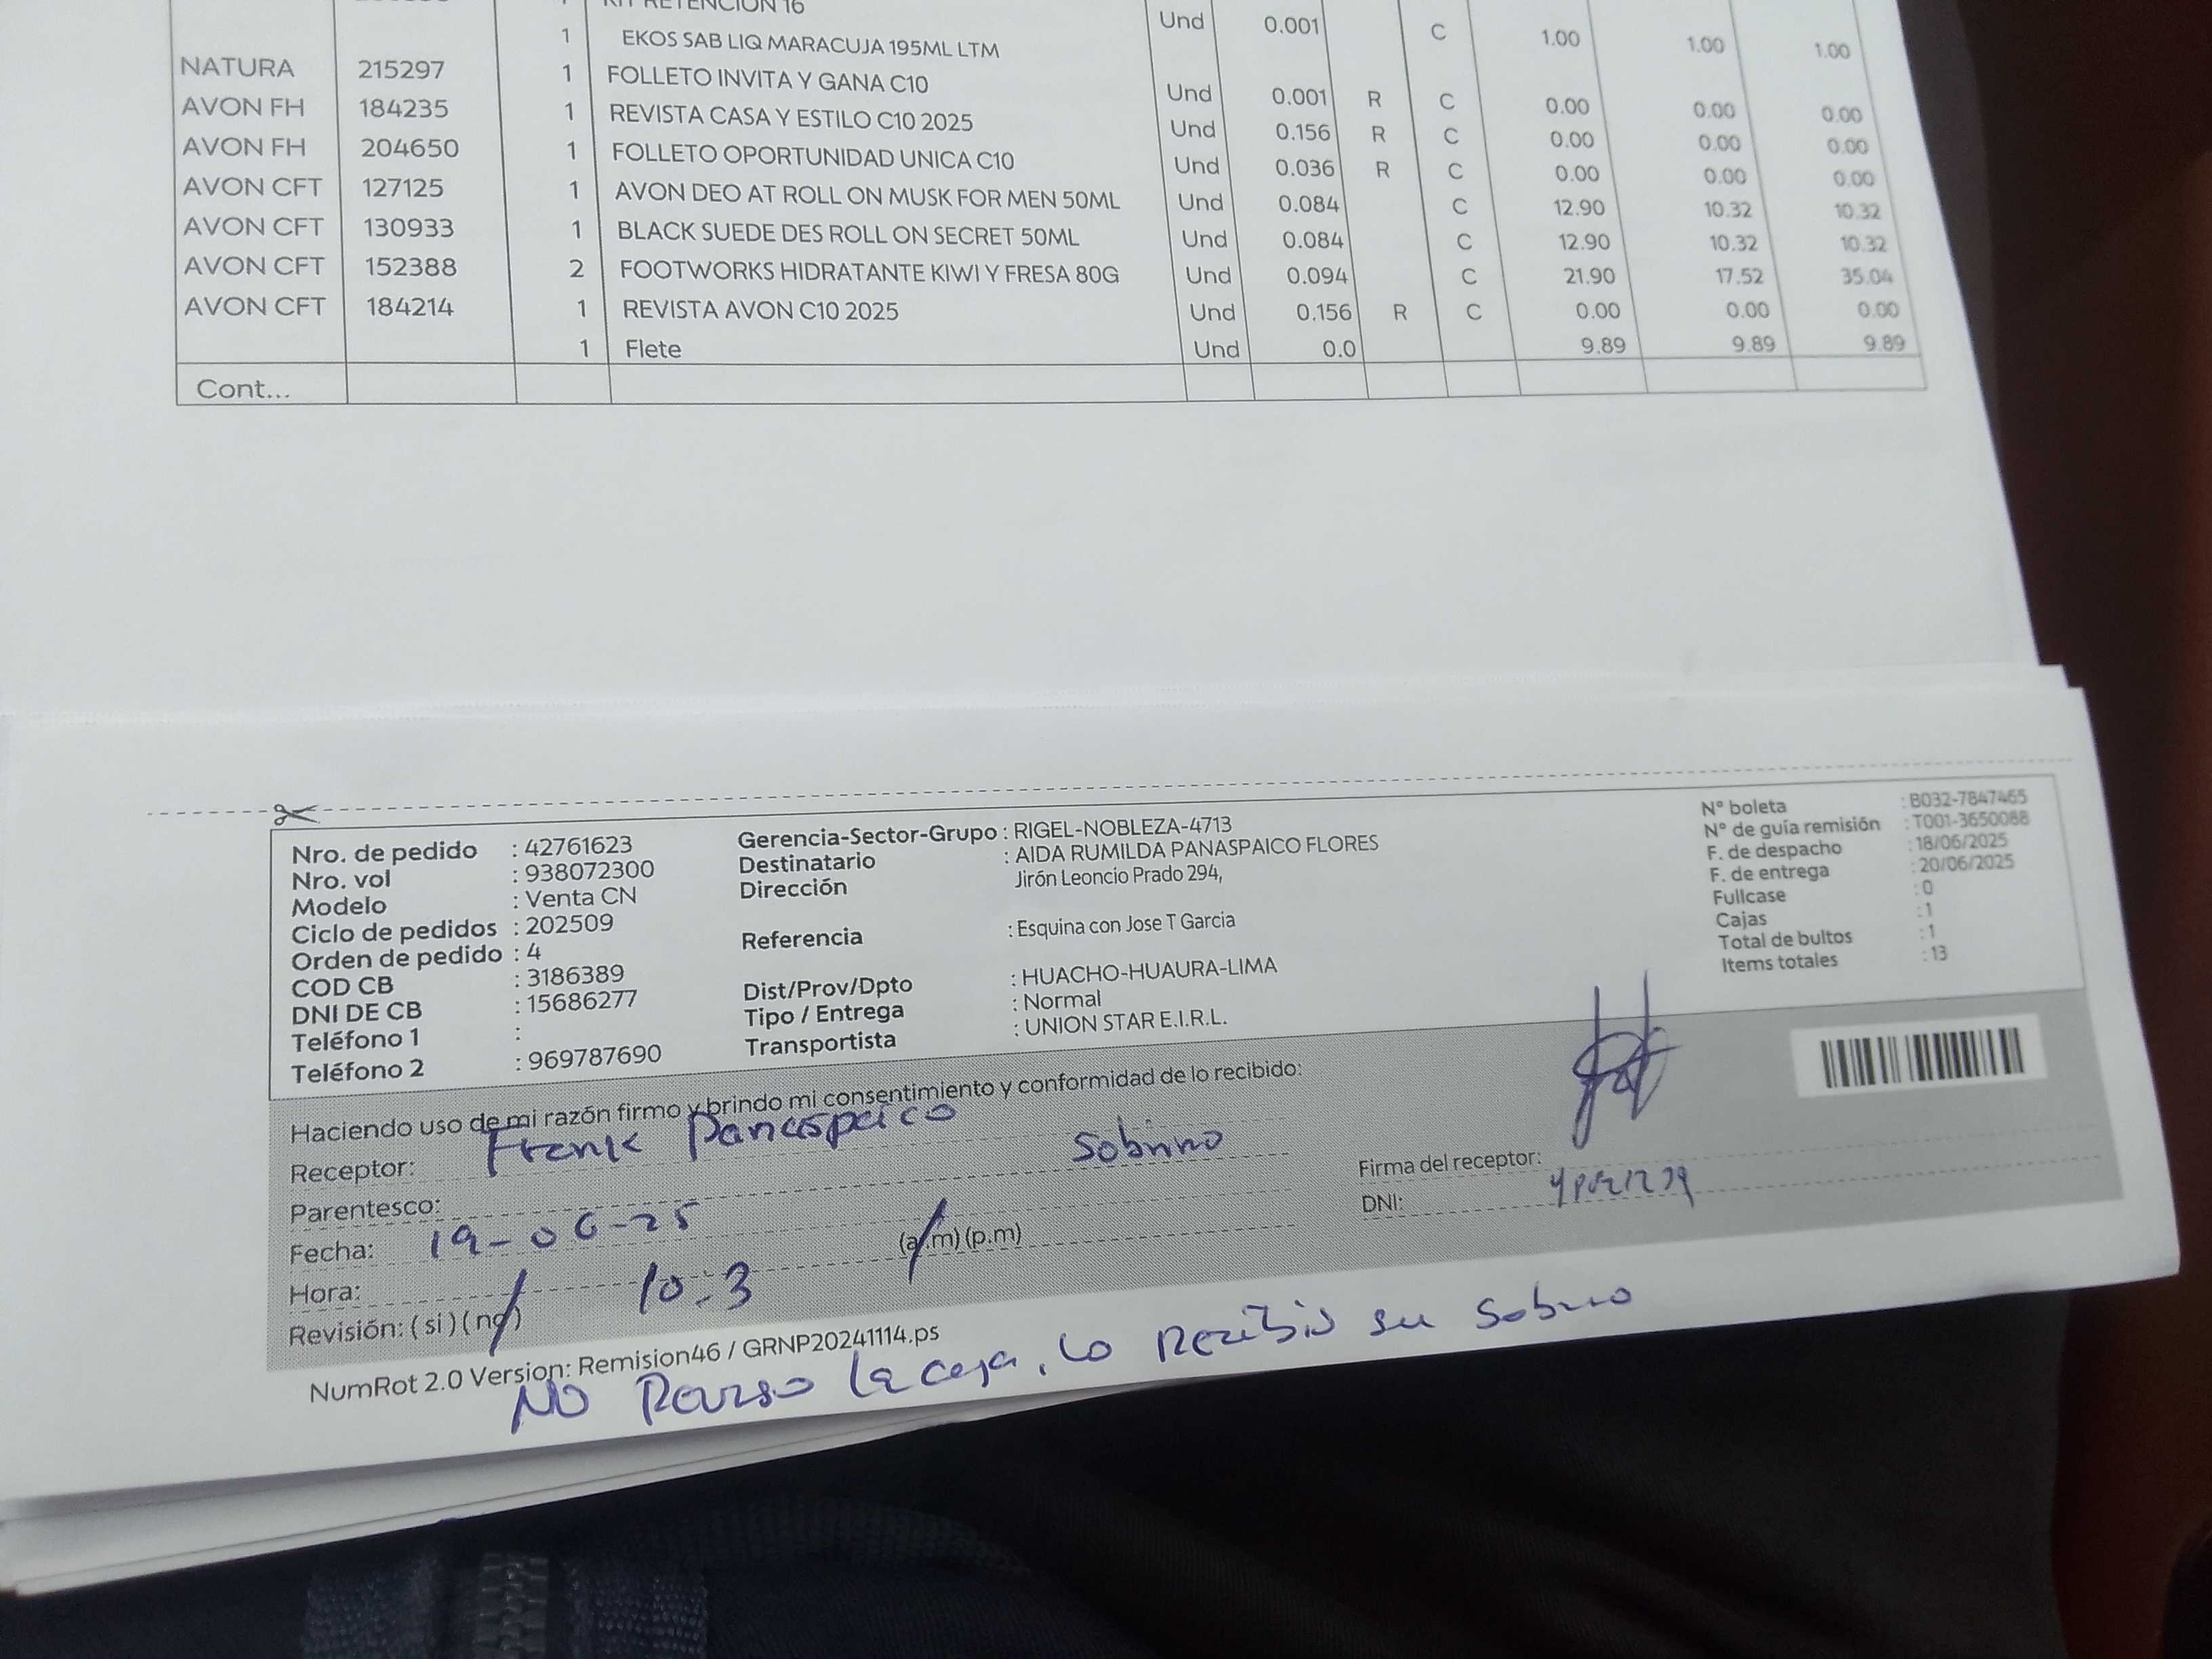 KIT RETENCION 16
1 EKOS SAB LIQ MARACUJA 195ML LTM Und 0.001 C 1.00 1.00 1.00
NATURA 215297 1 FOLLETO INVITA Y GANA C10 Und 0.001 R C 0.00 0.00 0.00
AVON FH 184235 1 REVISTA CASA Y ESTILO C10 2025 Und 0.156 R C 0.00 0.00 0.00
AVON FH 204650 1 FOLLETO OPORTUNIDAD UNICA C10 Und 0.036 R C 0.00 0.00 0.00
AVON CFT 127125 1 AVON DEO AT ROLL ON MUSK FOR MEN 50ML Und 0.084 C 12.90 10.32 10.32
AVON CFT 130933 1 BLACK SUEDE DES ROLL ON SECRET 50ML Und 0.084 C 12.90 10.32 10.32
AVON CFT 152388 2 FOOTWORKS HIDRATANTE KIWI Y FRESA 80G Und 0.094 C 21.90 17.52 35.04
AVON CFT 184214 1 REVISTA AVON C10 2025 Und 0.156 R C 0.00 0.00 0.00
1 Flete Und 0.0 9.89 9.89 9.89
Cont...
Nro. de pedido : 42761623
Nro. vol : 938072300
Modelo : Venta CN
Ciclo de pedidos : 202509
Orden de pedido : 4
COD CB : 3186389
DNI DE CB : 15686277
Teléfono 1 :
Teléfono 2 : 969787690
Gerencia-Sector-Grupo : RIGEL-NOBLEZA-4713
Destinatario : AIDA RUMILDA PANASPAICO FLORES
Dirección Jirón Leoncio Prado 294,
Referencia : Esquina con Jose T Garcia
Dist/Prov/Dpto : HUACHO-HUAURA-LIMA
Tipo / Entrega : Normal
Transportista : UNION STAR E.I.R.L.
N° boleta : B032-7847465
N° de guía remisión : T001-3650088
F. de despacho : 18/06/2025
F. de entrega : 20/06/2025
Fullcase : 0
Cajas : 1
Total de bultos : 1
Items totales : 13
Haciendo uso de mi razón firmo y brindo mi consentimiento y conformidad de lo recibido:
Receptor: Frank Panaspaico
Parentesco: Sobrino
Fecha: 19-06-25
Hora: 10:3 (a.m) (p.m)
Revisión: ( si ) ( no )
Firma del receptor:
DNI:
NumRot 2.0 Version: Remision46 / GRNP20241114.ps
NO Reviso la caja, lo Recibio su Sobrino